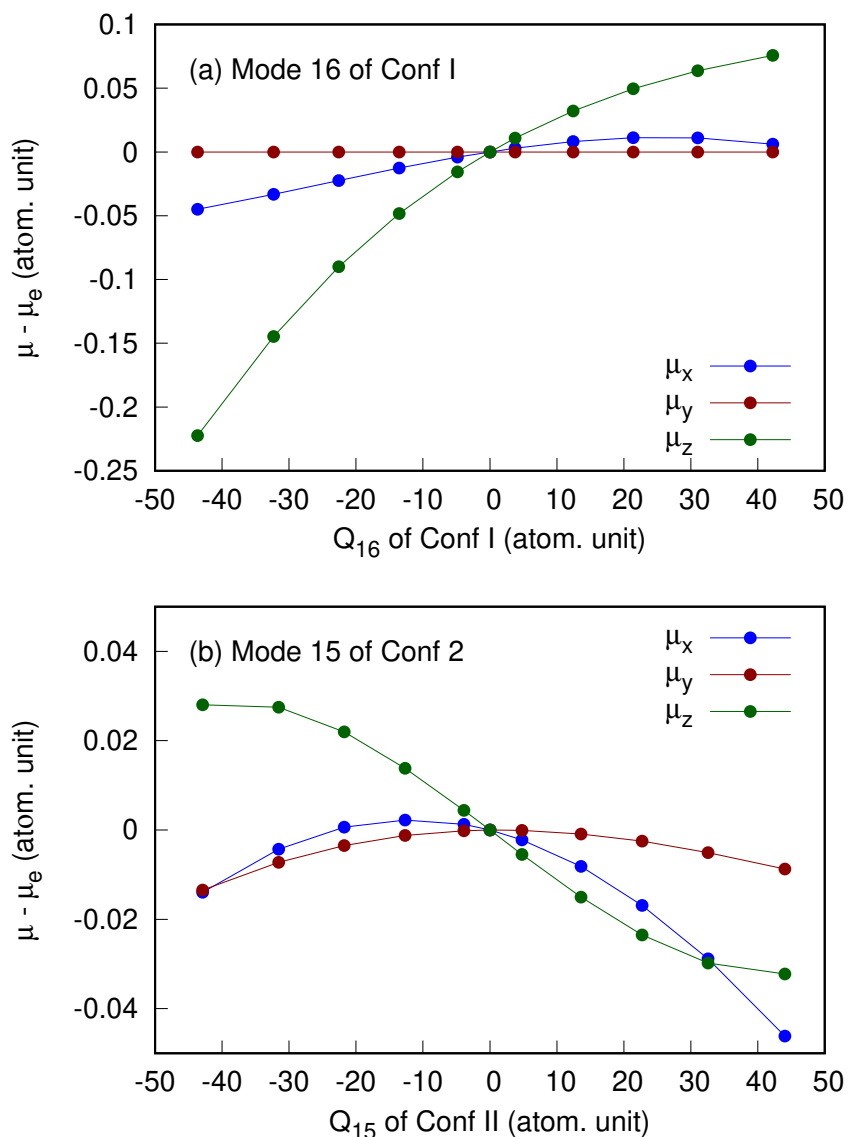 0.1
0.05
0
-0.05
-0.1
-0.15
-0.2
-0.25
μ - μe (atom. unit)
(a) Mode 16 of Conf I
μx
μy
μz
-50 -40 -30 -20 -10 0 10 20 30 40 50
Q16 of Conf I (atom. unit)
0.04
0.02
0
-0.02
-0.04
μ - μe (atom. unit)
(b) Mode 15 of Conf 2
μx
μy
μz
-50 -40 -30 -20 -10 0 10 20 30 40 50
Q15 of Conf II (atom. unit)